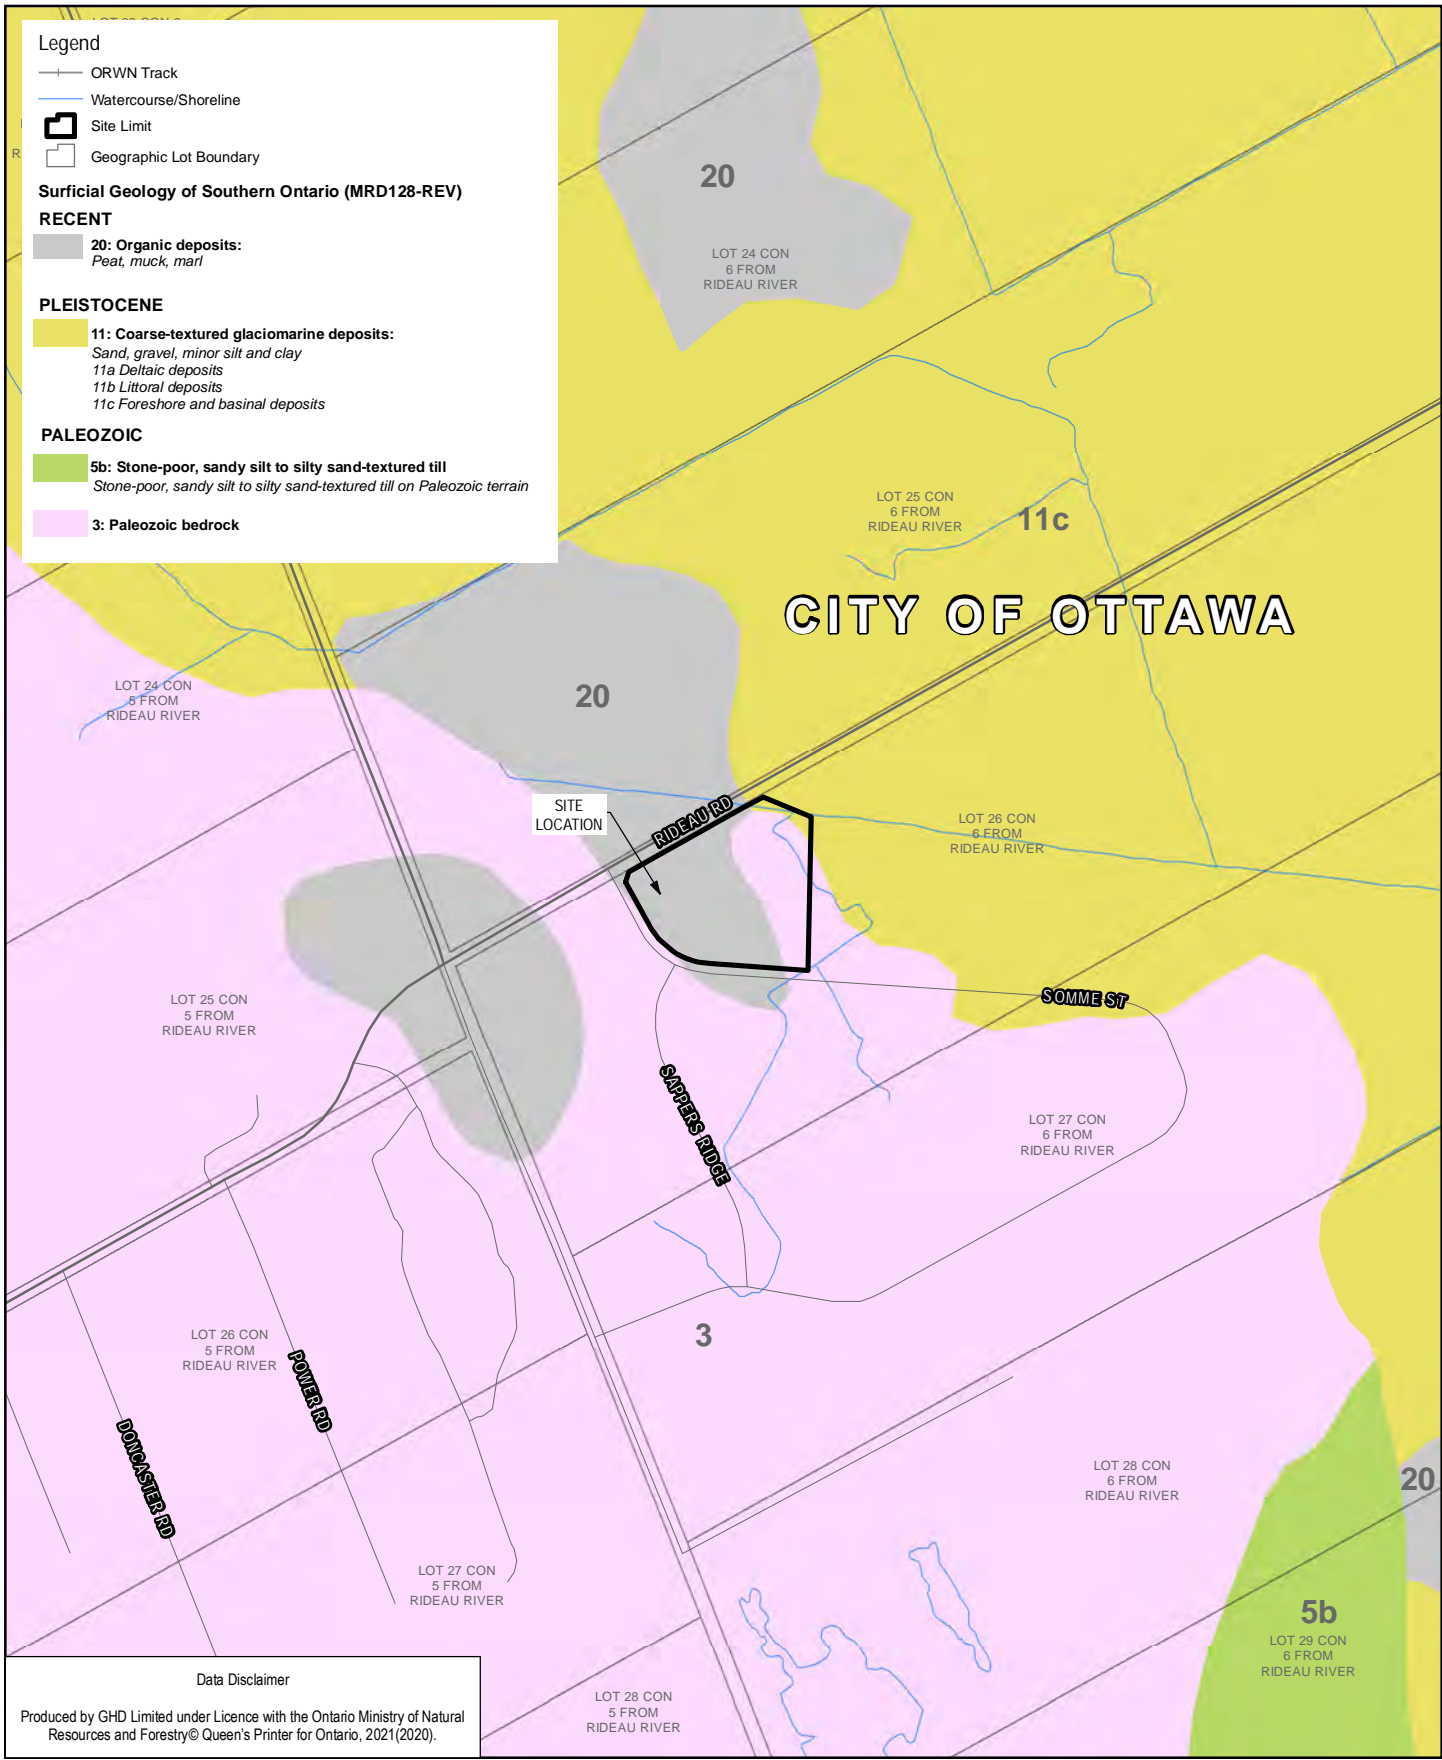 Legend
ORWN Track
Watercourse/Shoreline
Site Limit
Geographic Lot Boundary
Surficial Geology of Southern Ontario (MRD128-REV)
RECENT
20: Organic deposits:
Peat, muck, marl
PLEISTOCENE
11: Coarse-textured glaciomarine deposits:
Sand, gravel, minor silt and clay
11a Deltaic deposits
11b Littoral deposits
11c Foreshore and basinal deposits
PALEOZOIC
5b: Stone-poor, sandy silt to silty sand-textured till
Stone-poor, sandy silt to silty sand-textured till on Paleozoic terrain
3: Paleozoic bedrock
20
LOT 24 CON
6 FROM
RIDEAU RIVER
LOT 25 CON
6 FROM
RIDEAU RIVER
11c
CITY OF OTTAWA
LOT 24 CON
5 FROM
RIDEAU RIVER
20
SITE
LOCATION
RIDEAU RD
LOT 26 CON
6 FROM
RIDEAU RIVER
LOT 25 CON
5 FROM
RIDEAU RIVER
SOMME ST
SAPPERS RIDGE
LOT 27 CON
6 FROM
RIDEAU RIVER
3
LOT 26 CON
5 FROM
RIDEAU RIVER
POWER RD
DONCASTER RD
LOT 28 CON
6 FROM
RIDEAU RIVER
20
LOT 27 CON
5 FROM
RIDEAU RIVER
5b
LOT 29 CON
6 FROM
RIDEAU RIVER
LOT 28 CON
5 FROM
RIDEAU RIVER
Data Disclaimer
Produced by GHD Limited under Licence with the Ontario Ministry of Natural
Resources and Forestry© Queen's Printer for Ontario, 2021(2020).